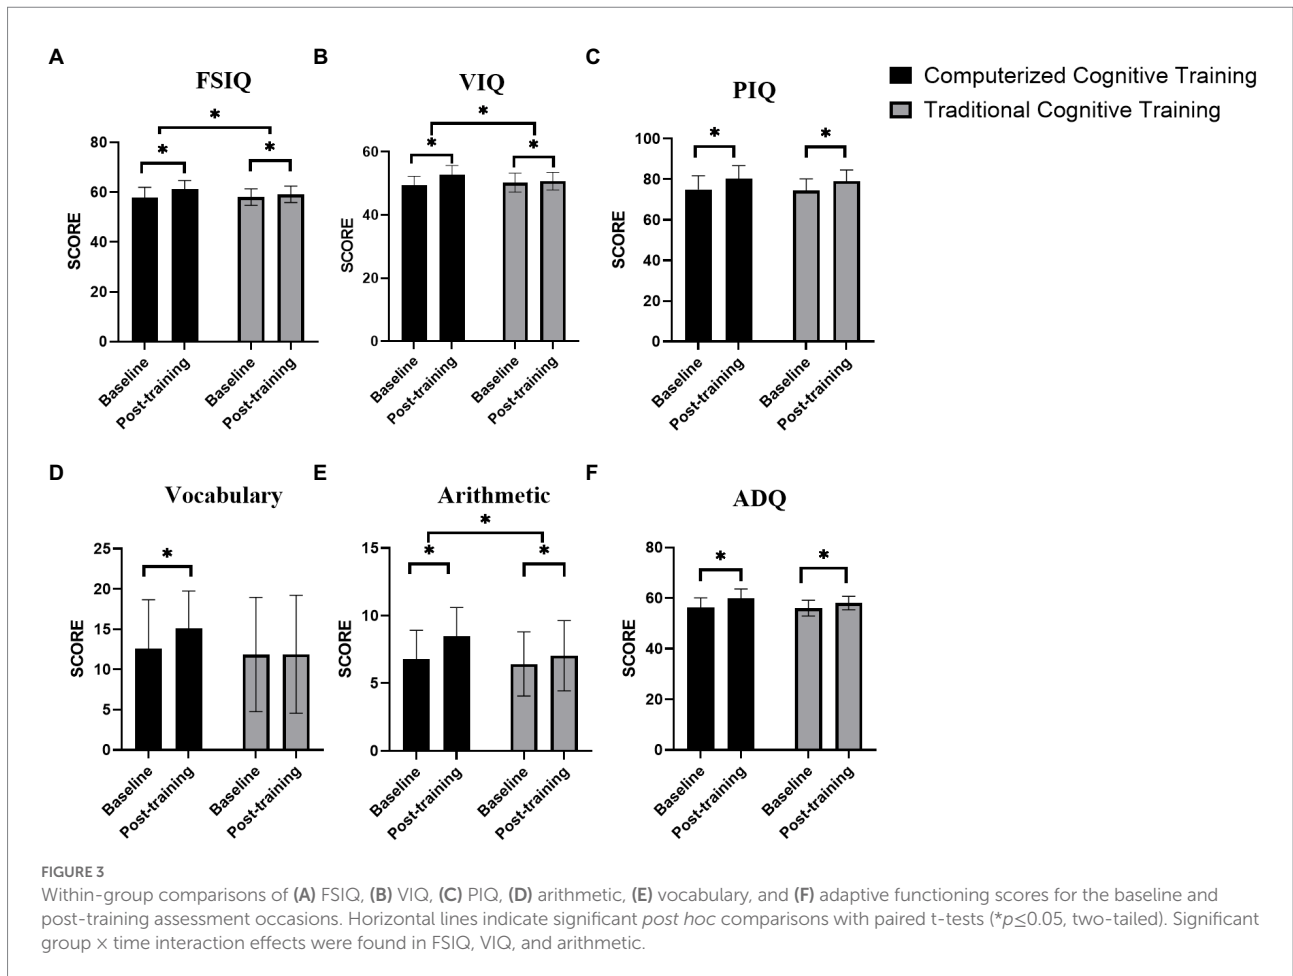 A
FSIQ
*
*
*
80
60
40
20
0
SCORE
Baseline
Post-training
Baseline
Post-training
B
VIQ
*
*
*
60
40
20
0
SCORE
Baseline
Post-training
Baseline
Post-training
C
PIQ
*
*
100
80
60
40
20
0
SCORE
Baseline
Post-training
Baseline
Post-training
Computerized Cognitive Training
Traditional Cognitive Training
D
Vocabulary
*
25
20
15
10
5
0
SCORE
Baseline
Post-training
Baseline
Post-training
E
Arithmetic
*
*
*
15
10
5
0
SCORE
Baseline
Post-training
Baseline
Post-training
F
ADQ
*
*
80
60
40
20
0
SCORE
Baseline
Post-training
Baseline
Post-training
FIGURE 3
Within-group comparisons of (A) FSIQ, (B) VIQ, (C) PIQ, (D) arithmetic, (E) vocabulary, and (F) adaptive functioning scores for the baseline and
post-training assessment occasions. Horizontal lines indicate significant post hoc comparisons with paired t-tests (*p≤0.05, two-tailed). Significant
group × time interaction effects were found in FSIQ, VIQ, and arithmetic.